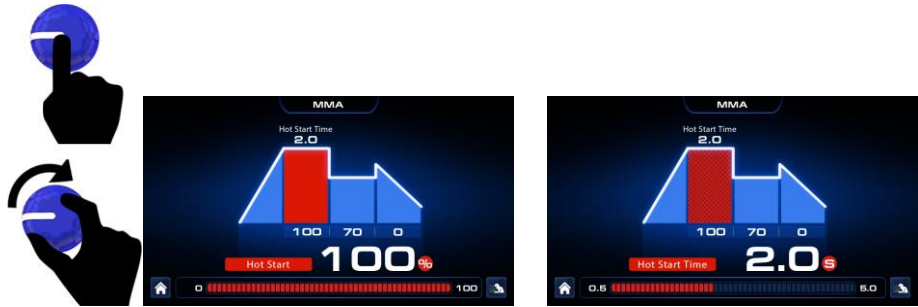 MMA
Hot Start Time
2.0
100 70 0
Hot Start 100%
0 100
MMA
Hot Start Time
2.0
100 70 0
Hot Start Time 2.0 S
0.5 5.0